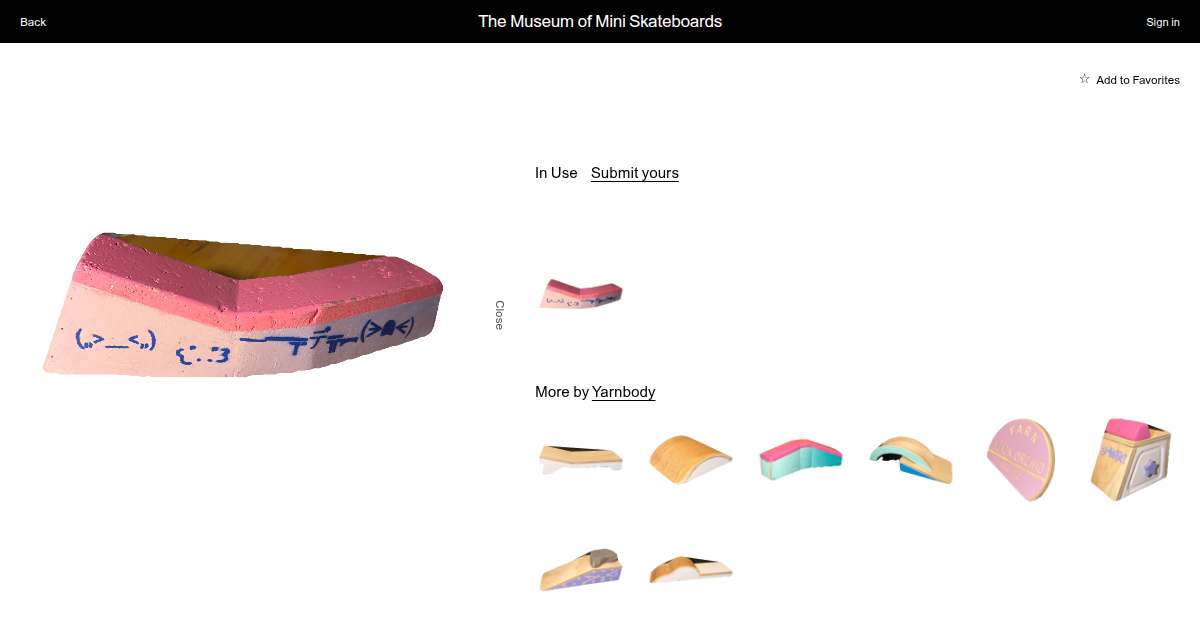 Back
The Museum of Mini Skateboards
Sign in
☆ Add to Favorites
In Use Submit yours
Close
More by Yarnbody